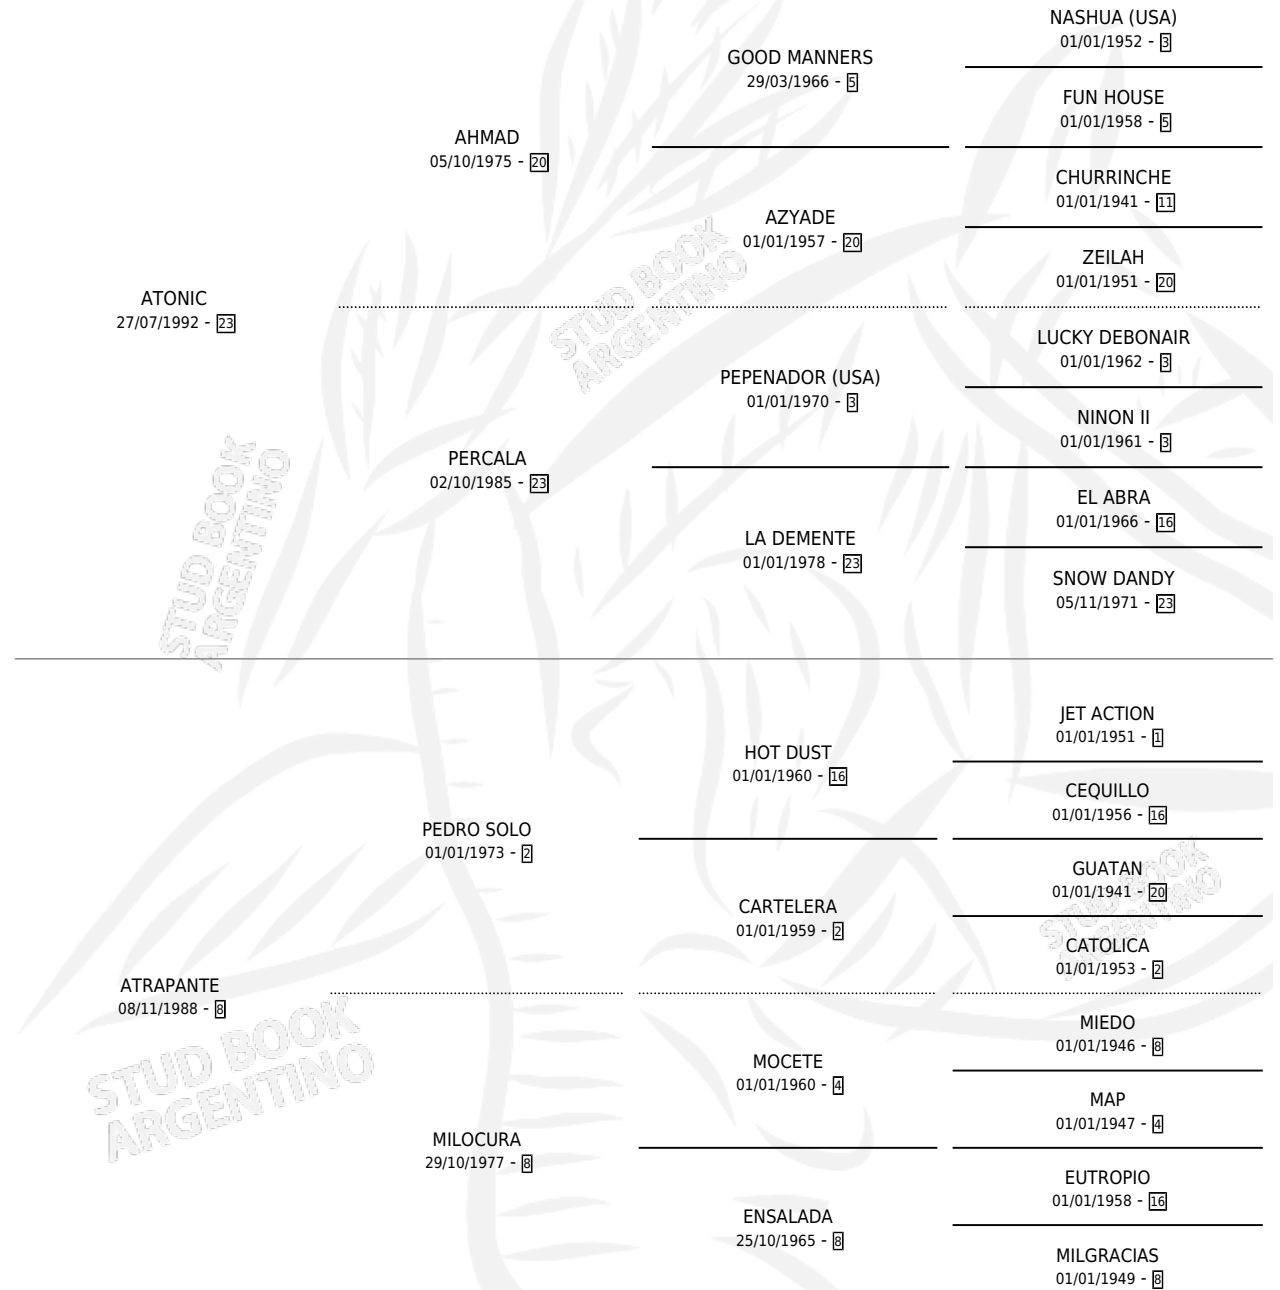 NASHUA (USA)
01/01/1952 - 3
GOOD MANNERS
29/03/1966 - 5
FUN HOUSE
01/01/1958 - 5
AHMAD
05/10/1975 - 20
CHURRINCHE
01/01/1941 - 11
AZYADE
01/01/1957 - 20
ZEILAH
01/01/1951 - 20
ATONIC
27/07/1992 - 23
LUCKY DEBONAIR
01/01/1962 - 3
PEPENADOR (USA)
01/01/1970 - 3
NINON II
01/01/1961 - 3
PERCALA
02/10/1985 - 23
EL ABRA
01/01/1966 - 16
LA DEMENTE
01/01/1978 - 23
SNOW DANDY
05/11/1971 - 23
STUD BOOK
ARGENTINO
STUD BOOK
ARGENTINO
JET ACTION
01/01/1951 - 1
HOT DUST
01/01/1960 - 16
CEQUILLO
01/01/1956 - 16
PEDRO SOLO
01/01/1973 - 2
GUATAN
01/01/1941 - 20
CARTELERA
01/01/1959 - 2
CATOLICA
01/01/1953 - 2
STUD BOOK
ARGENTINO
ATRAPANTE
08/11/1988 - 8
MIEDO
01/01/1946 - 8
MOCETE
01/01/1960 - 4
MAP
01/01/1947 - 4
STUD BOOK
ARGENTINO
MILOCURA
29/10/1977 - 8
EUTROPIO
01/01/1958 - 16
ENSALADA
25/10/1965 - 8
MILGRACIAS
01/01/1949 - 8